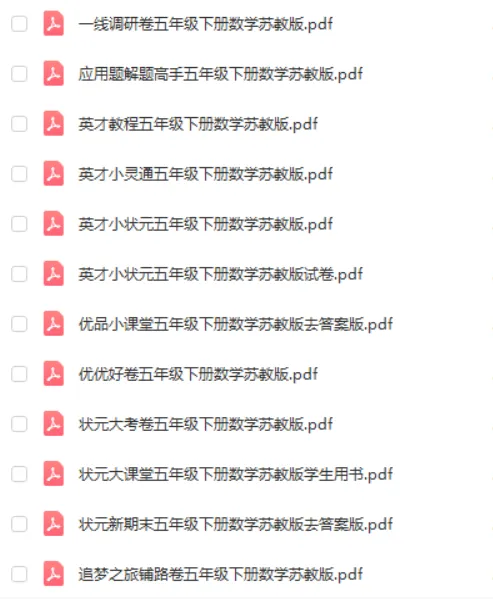 一线调研卷五年级下册数学苏教版.pdf
应用题解题高手五年级下册数学苏教版.pdf
英才教程五年级下册数学苏教版.pdf
英才小灵通五年级下册数学苏教版.pdf
英才小状元五年级下册数学苏教版.pdf
英才小状元五年级下册数学苏教版试卷.pdf
优品小课堂五年级下册数学苏教版去答案版.pdf
优优好卷五年级下册数学苏教版.pdf
状元大考卷五年级下册数学苏教版.pdf
状元大课堂五年级下册数学苏教版学生用书.pdf
状元新期末五年级下册数学苏教版去答案版.pdf
追梦之旅铺路卷五年级下册数学苏教版.pdf